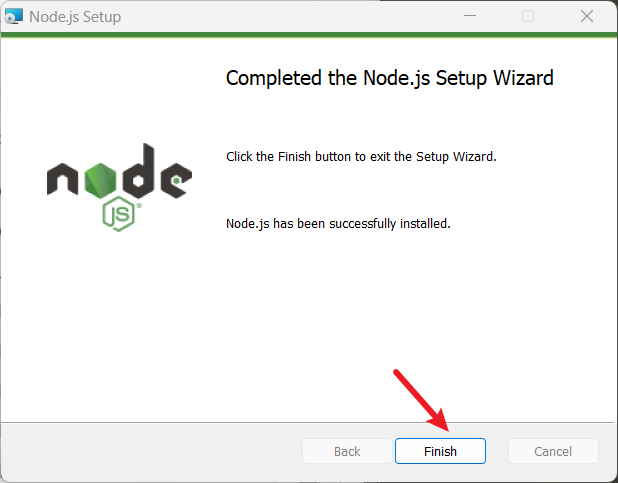 Node.js Setup
Completed the Node.js Setup Wizard
Click the Finish button to exit the Setup Wizard.
node
JS
Node.js has been successfully installed.
Back
Finish
Cancel